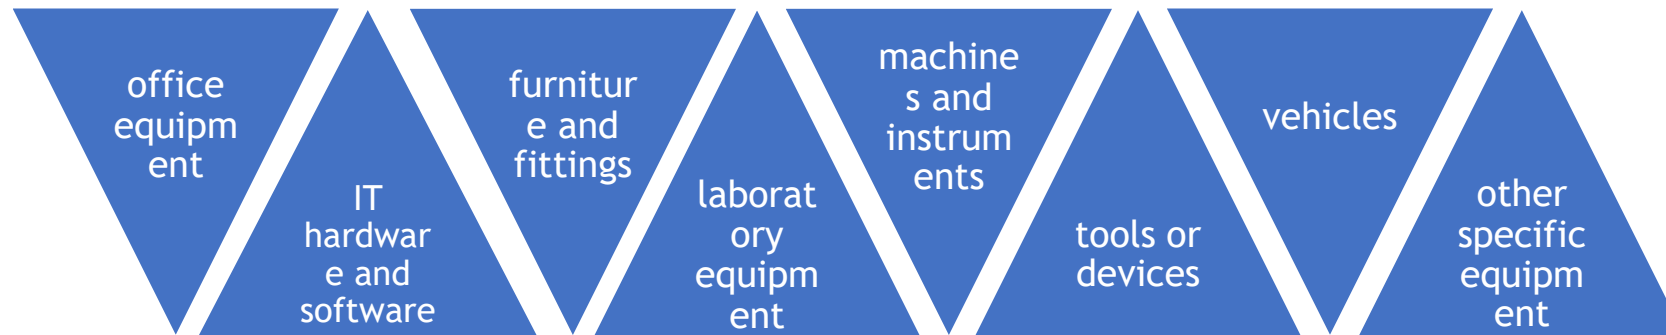 office
equipm
ent
IT
hardwar
e and
software
furnitur
e and
fittings
laborat
ory
equipm
ent
machine
s and
instrum
ents
tools or
devices
vehicles
other
specific
equipm
ent